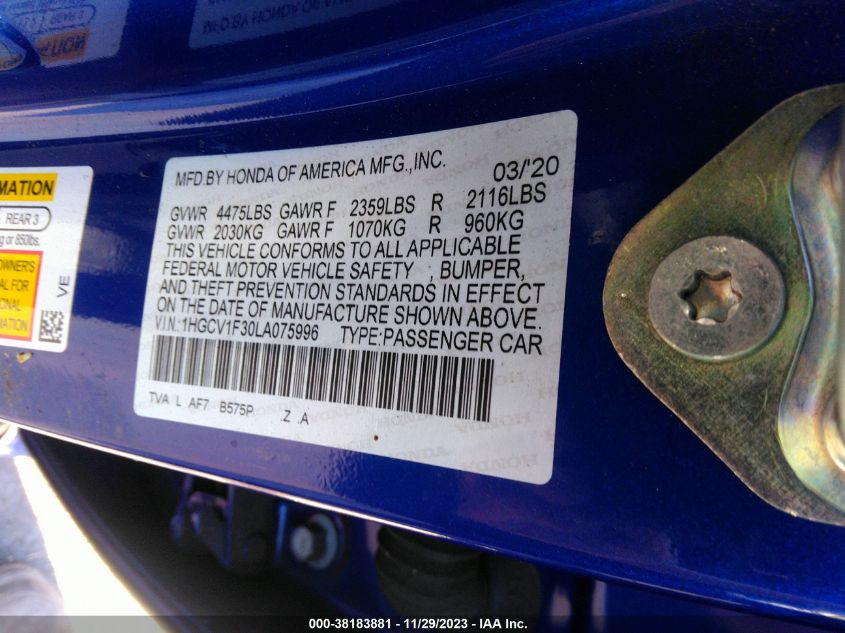 MFD.BY HONDA OF AMERICA MFG.,INC. 03/'20
GVWR 4475LBS GAWR F 2359LBS R 2116LBS
GVWR 2030KG GAWR F 1070KG R 960KG
THIS VEHICLE CONFORMS TO ALL APPLICABLE
FEDERAL MOTOR VEHICLE SAFETY , BUMPER,
AND THEFT PREVENTION STANDARDS IN EFFECT
ON THE DATE OF MANUFACTURE SHOWN ABOVE.
V.I.N.:1HGCV1F30LA075996 TYPE:PASSENGER CAR
TVA L AF7 B575P .Z .A
REAR 3
or 850lbs.
VE
000-38183881 - 11/29/2023 - IAA Inc.